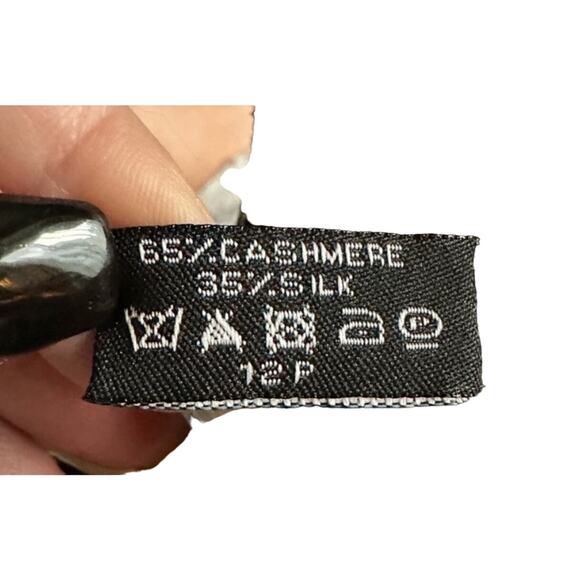 65% CASHMERE
35% SILK
P
12P